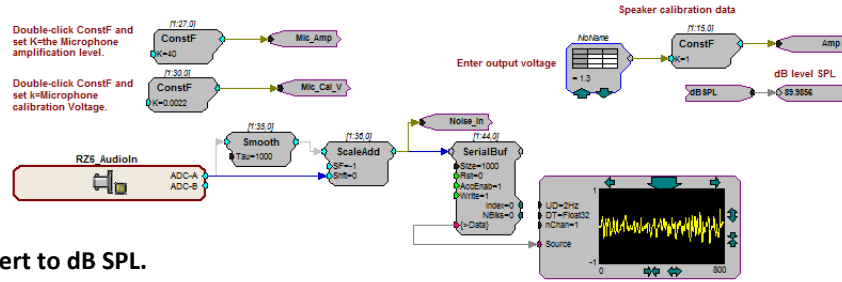 Speaker calibration data
Double-click ConstF and
set K=the Microphone
amplification level.
[1:27,0]
ConstF
K=40
Mic_Amp
NoName
= 1.3
[1:15,0]
ConstF
K=1
Amp
Enter output voltage
dB level SPL
Double-click ConstF and
set k=Microphone
calibration Voltage.
[1:30,0]
ConstF
K=0.0022
Mic_Cal_V
dBSPL
89.9856
Noise_In
[1:35,0]
Smooth
Tau=1000
[1:36,0]
ScaleAdd
SF=-1
Shft=0
[1:44,0]
SerialBuf
Size=1000
Rst=0
AccEnab=1
Write=1
Index=0
NBlks=0
{>Data}
RZ6_AudioIn
ADC-A
ADC-B
UD=2Hz
DT=Float32
nChan=1
Source
1
-1
0
800
ert to dB SPL.